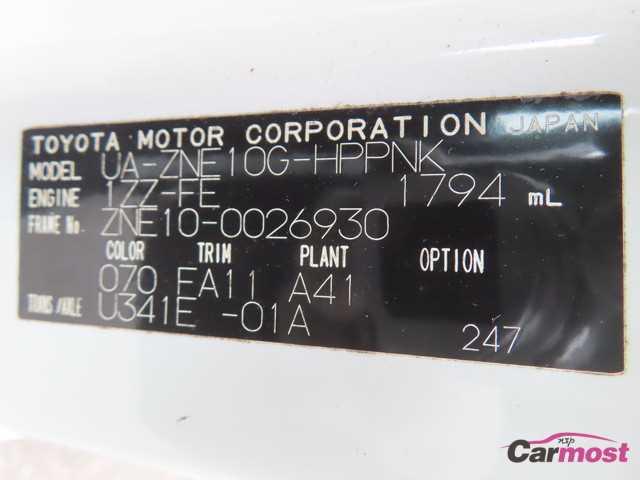 TOYOTA MOTOR CORPORATION JAPAN
MODEL UA-ZNE10G-HPPNK
ENGINE 1ZZ-FE 1794 mL
FRAME No ZNE10-0026930
COLOR TRIM PLANT OPTION
070 EA11 A41
TRANS/AXLE U341E -01A
247
nsp
Carmost